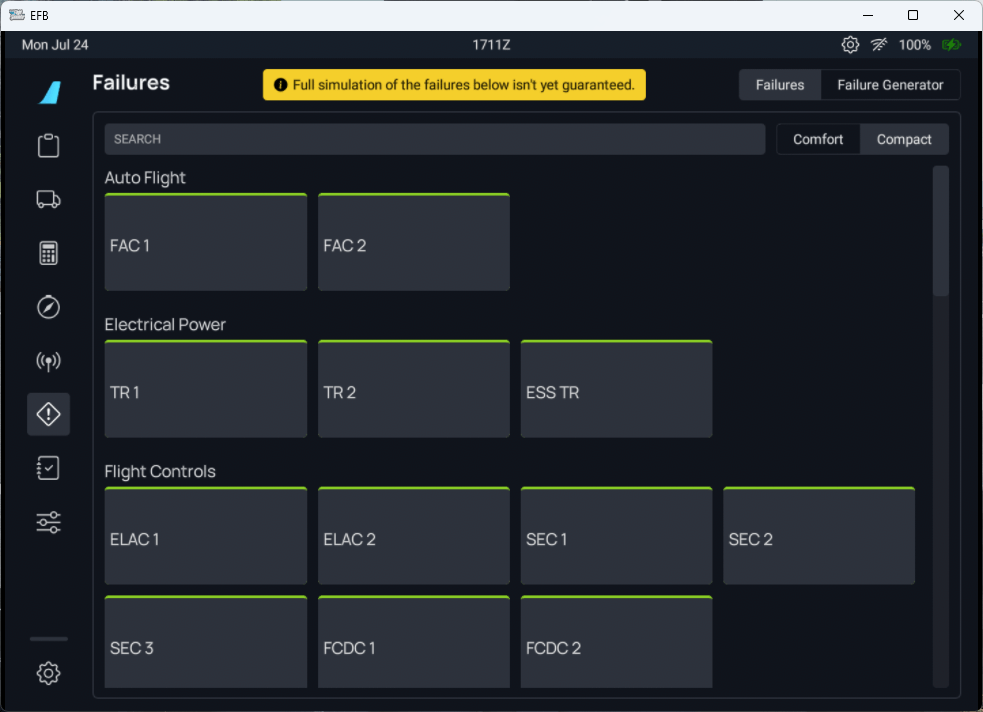 EFB
Mon Jul 24
1711Z
100%
Failures
Full simulation of the failures below isn't yet guaranteed.
Failures
Failure Generator
SEARCH
Comfort
Compact
Auto Flight
FAC 1
FAC 2
Electrical Power
TR 1
TR 2
ESS TR
Flight Controls
ELAC 1
ELAC 2
SEC 1
SEC 2
SEC 3
FCDC 1
FCDC 2